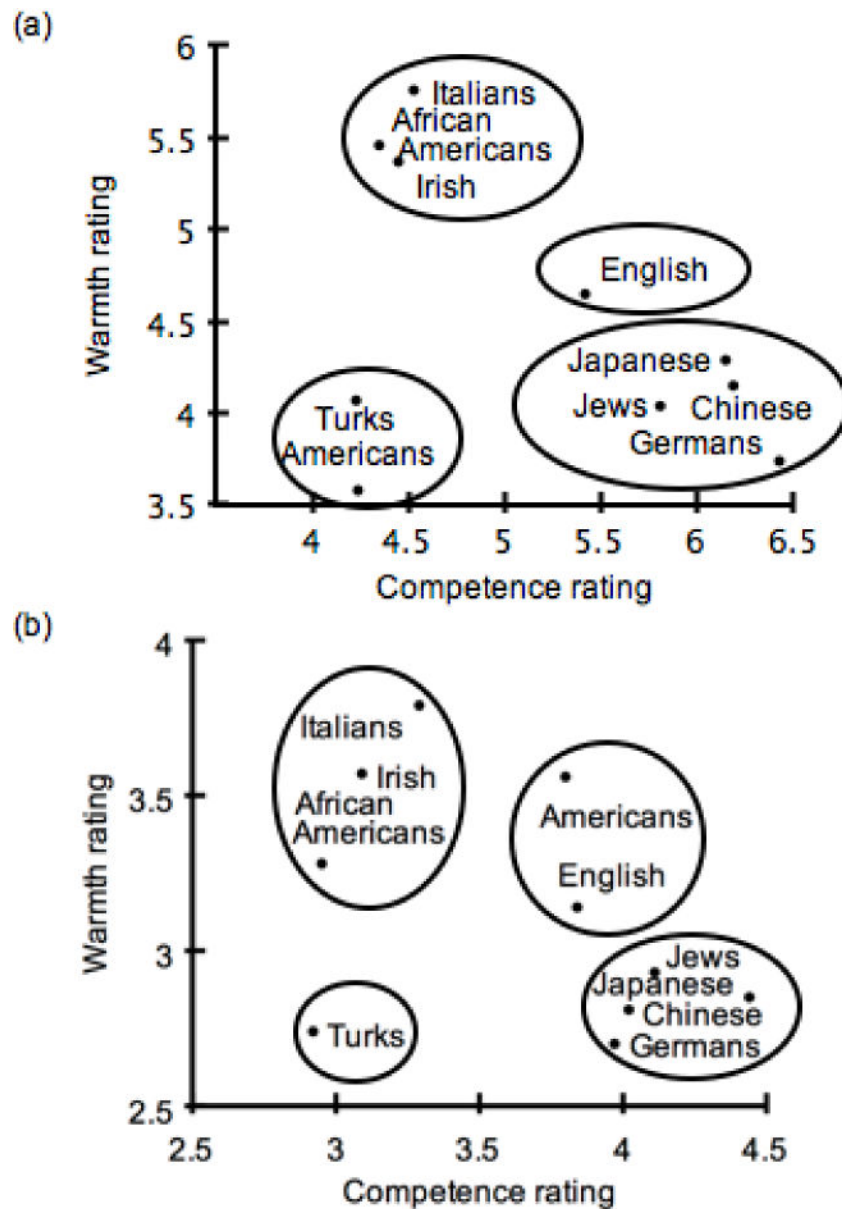 (a)
6
Italians
African
5.5
Americans
Irish
Warmth rating
5
English
4.5
Japanese
Jews
Chinese
4
Turks
Germans
Americans
3.5
4 4.5 5 5.5 6 6.5
Competence rating
(b)
4
Italians
Irish
3.5
African
Americans
Americans
English
Warmth rating
3
Jews
Japanese
Chinese
Turks
Germans
2.5
2.5 3 3.5 4 4.5
Competence rating